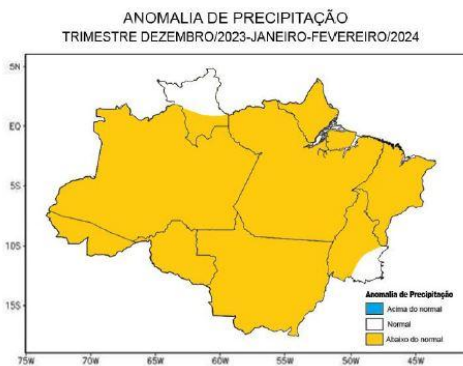 ANOMALIA DE PRECIPITAÇÃO
TRIMESTRE DEZEMBRO/2023-JANEIRO-FEVEREIRO/2024
5N
EQ
5S
10S
15S
Anomalia de Precipitação
Acima do normal
Normal
Abaixo do normal
75W 70W 65W 60W 55W 50W 45W